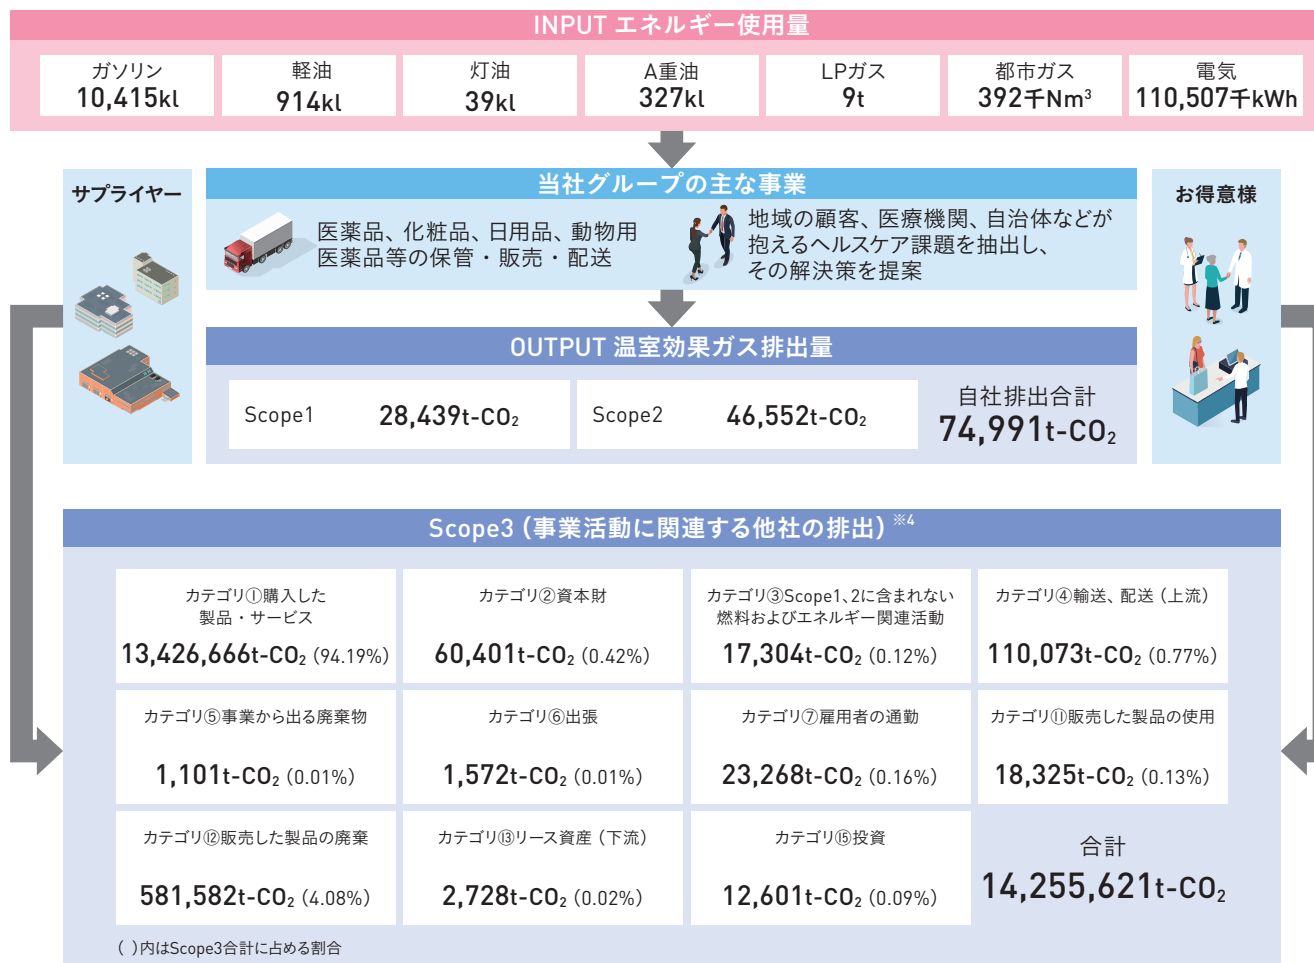 INPUT エネルギー使用量
ガソリン
10,415kl
軽油
914kl
灯油
39kl
A重油
327kl
LPガス
9t
都市ガス
392千Nm³
電気
110,507千kWh
サプライヤー
当社グループの主な事業
医薬品、化粧品、日用品、動物用
医薬品等の保管・販売・配送
地域の顧客、医療機関、自治体などが
抱えるヘルスケア課題を抽出し、
その解決策を提案
お得意様
OUTPUT 温室効果ガス排出量
Scope1 28,439t-CO₂
Scope2 46,552t-CO₂
自社排出合計
74,991t-CO₂
Scope3（事業活動に関連する他社の排出）※4
カテゴリ①購入した
製品・サービス
13,426,666t-CO₂（94.19%）
カテゴリ②資本財
60,401t-CO₂（0.42%）
カテゴリ③Scope1、2に含まれない
燃料およびエネルギー関連活動
17,304t-CO₂（0.12%）
カテゴリ④輸送、配送（上流）
110,073t-CO₂（0.77%）
カテゴリ⑤事業から出る廃棄物
1,101t-CO₂（0.01%）
カテゴリ⑥出張
1,572t-CO₂（0.01%）
カテゴリ⑦雇用者の通勤
23,268t-CO₂（0.16%）
カテゴリ⑪販売した製品の使用
18,325t-CO₂（0.13%）
カテゴリ⑫販売した製品の廃棄
581,582t-CO₂（4.08%）
カテゴリ⑬リース資産（下流）
2,728t-CO₂（0.02%）
カテゴリ⑮投資
12,601t-CO₂（0.09%）
合計
14,255,621t-CO₂
（ ）内はScope3合計に占める割合